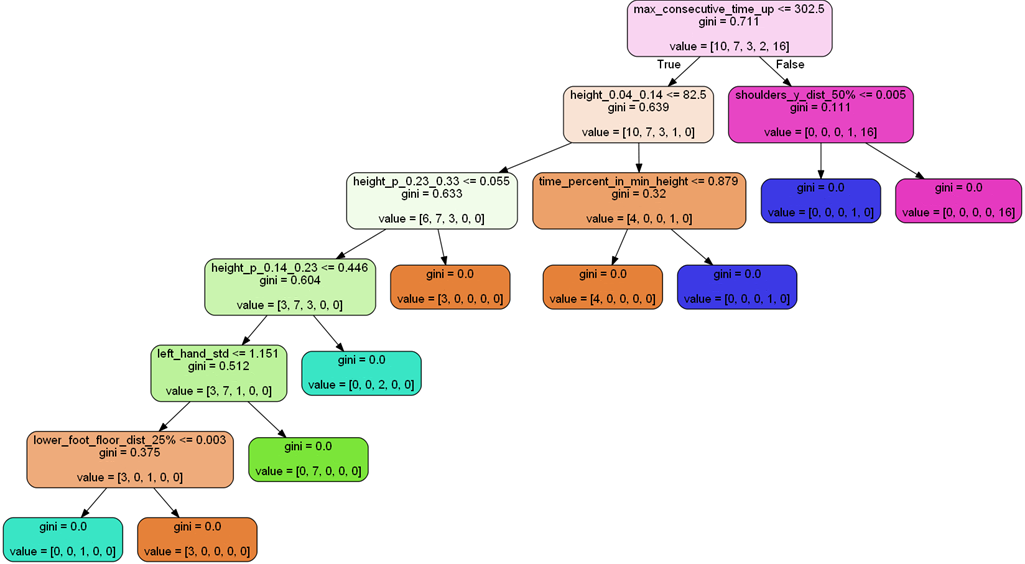 max_consecutive_time_up <= 302.5
gini = 0.711
value = [10, 7, 3, 2, 16]
True
False
height_0.04_0.14 <= 82.5
gini = 0.639
value = [10, 7, 3, 1, 0]
shoulders_y_dist_50% <= 0.005
gini = 0.111
value = [0, 0, 0, 1, 16]
height_p_0.23_0.33 <= 0.055
gini = 0.633
value = [6, 7, 3, 0, 0]
time_percent_in_min_height <= 0.879
gini = 0.32
value = [4, 0, 0, 1, 0]
gini = 0.0
value = [0, 0, 0, 1, 0]
gini = 0.0
value = [0, 0, 0, 0, 16]
height_p_0.14_0.23 <= 0.446
gini = 0.604
value = [3, 7, 3, 0, 0]
gini = 0.0
value = [3, 0, 0, 0, 0]
gini = 0.0
value = [4, 0, 0, 0, 0]
gini = 0.0
value = [0, 0, 0, 1, 0]
left_hand_std <= 1.151
gini = 0.512
value = [3, 7, 1, 0, 0]
gini = 0.0
value = [0, 0, 2, 0, 0]
lower_foot_floor_dist_25% <= 0.003
gini = 0.375
value = [3, 0, 1, 0, 0]
gini = 0.0
value = [0, 7, 0, 0, 0]
gini = 0.0
value = [0, 0, 1, 0, 0]
gini = 0.0
value = [3, 0, 0, 0, 0]